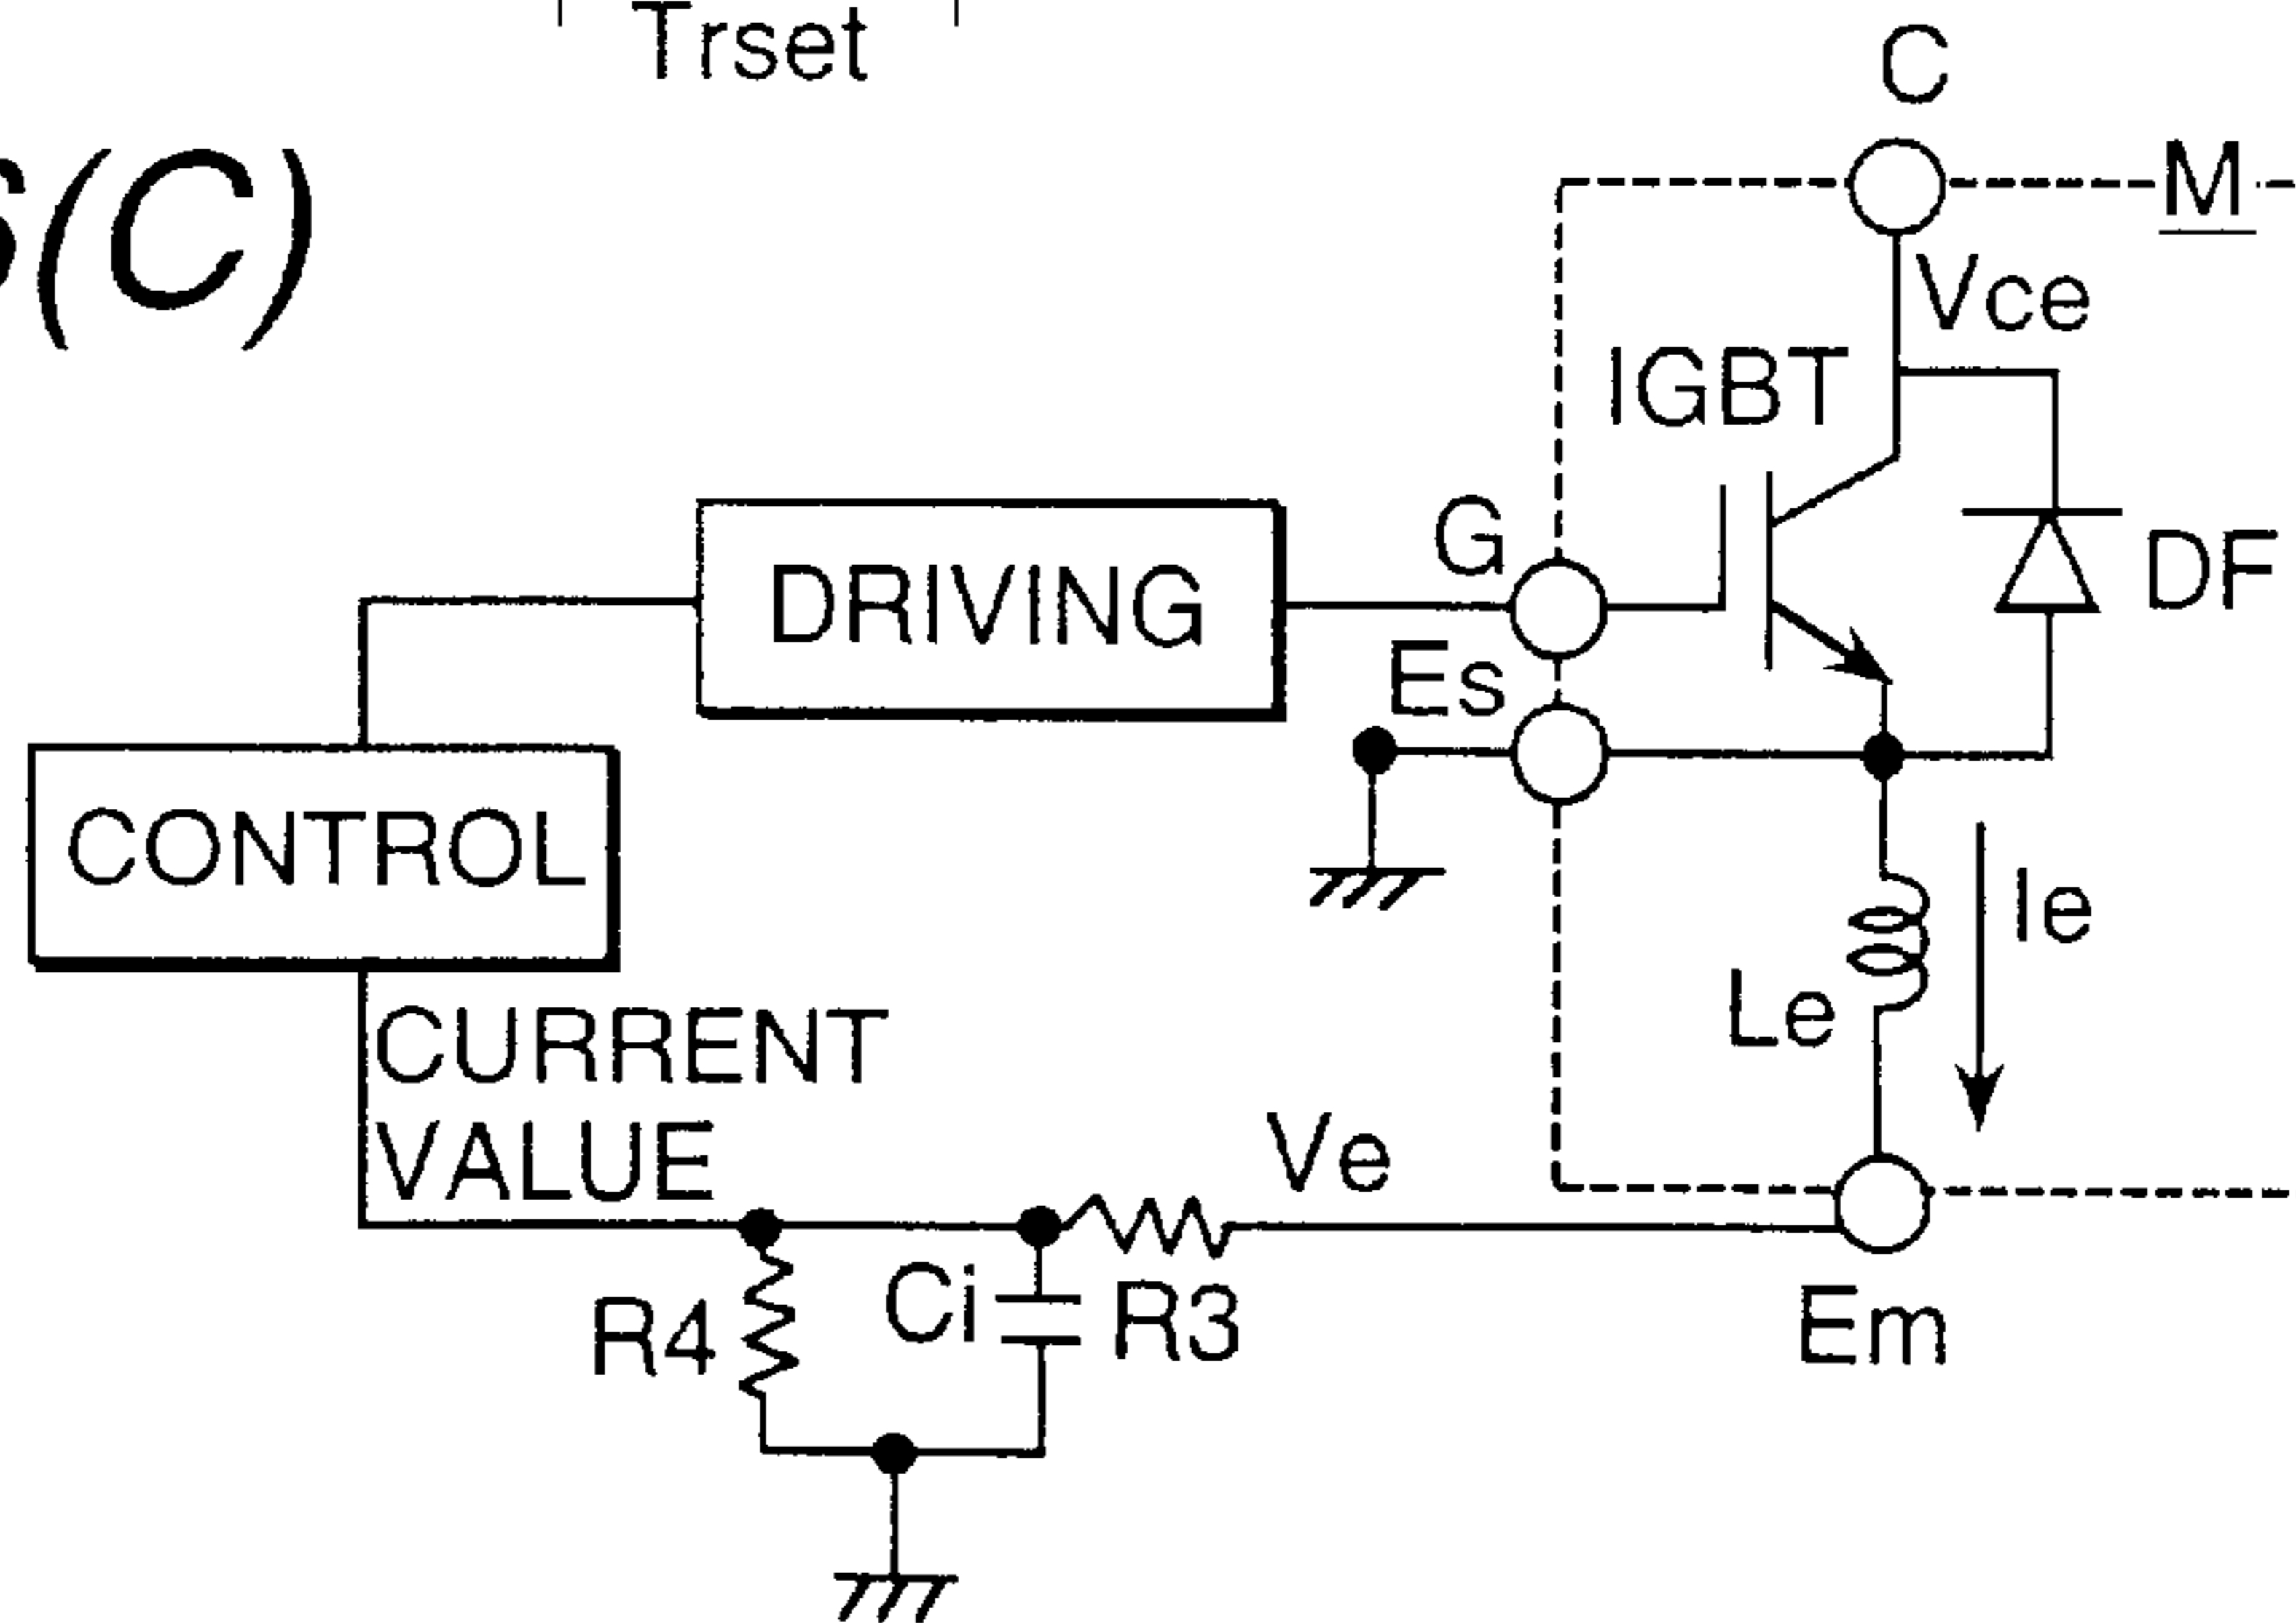 Trset
C
(C)
M
Vce
IGBT
G
DRIVING
DF
Es
CONTROL
Ie
Le
CURRENT
VALUE
Ve
Ci
R3
R4
Em